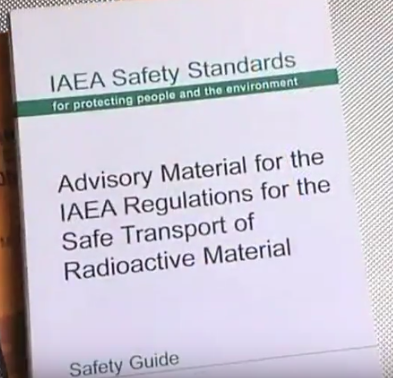 IAEA Safety Standards
for protecting people and the environment
Advisory Material for the
IAEA Regulations for the
Safe Transport of
Radioactive Material
Safety Guide